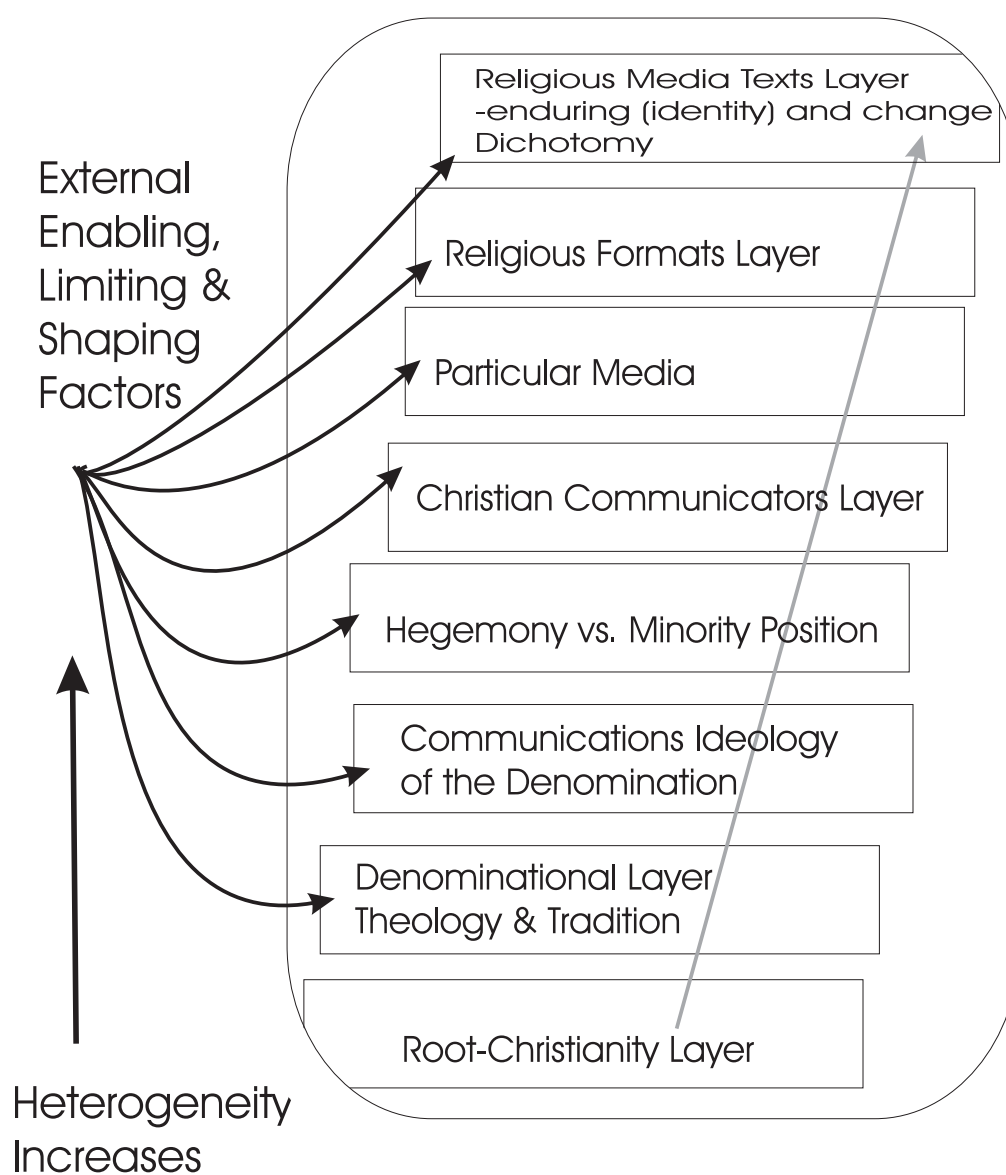 Religious Media Texts Layer
-enduring (identity) and change
Dichotomy
External
Enabling,
Limiting &
Shaping
Factors
Religious Formats Layer
Particular Media
Christian Communicators Layer
Hegemony vs. Minority Position
Communications Ideology
of the Denomination
Denominational Layer
Theology & Tradition
Root-Christianity Layer
Heterogeneity
Increases